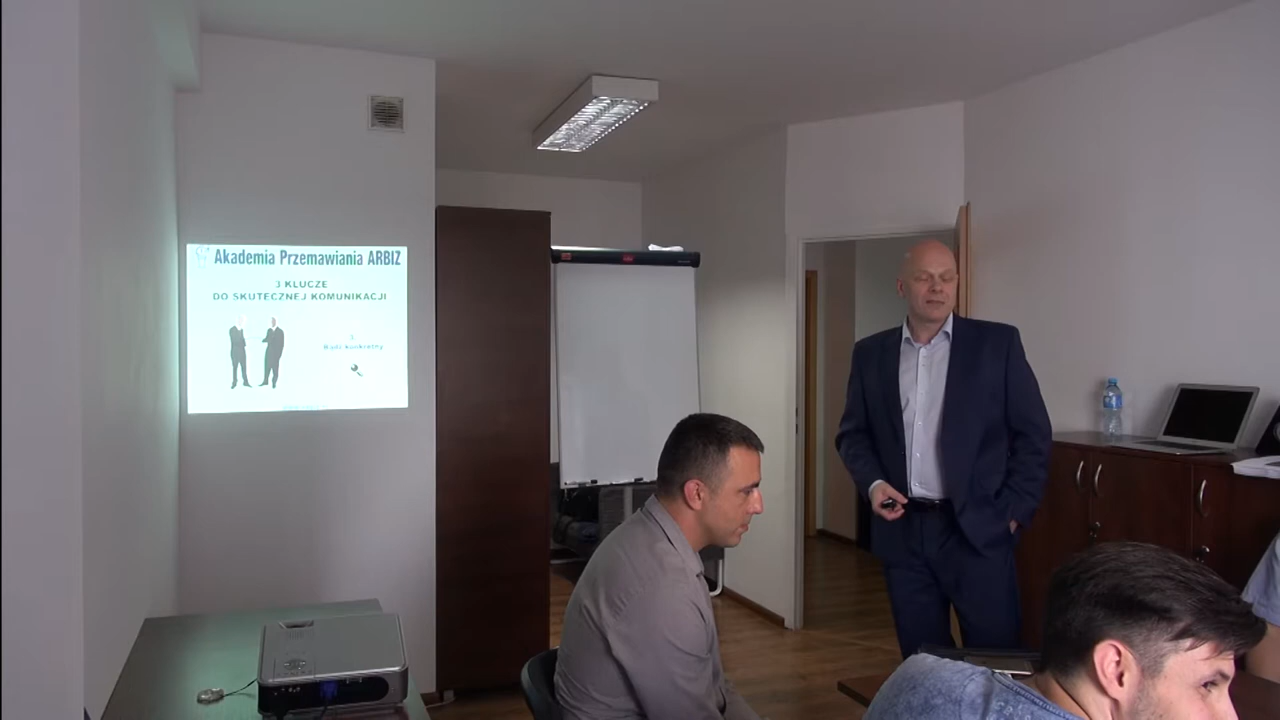 Akademia Przemawiania ARBIZ
3 KLUCZE
DO SKUTECZNEJ KOMUNIKACJI
Bądź konkretny